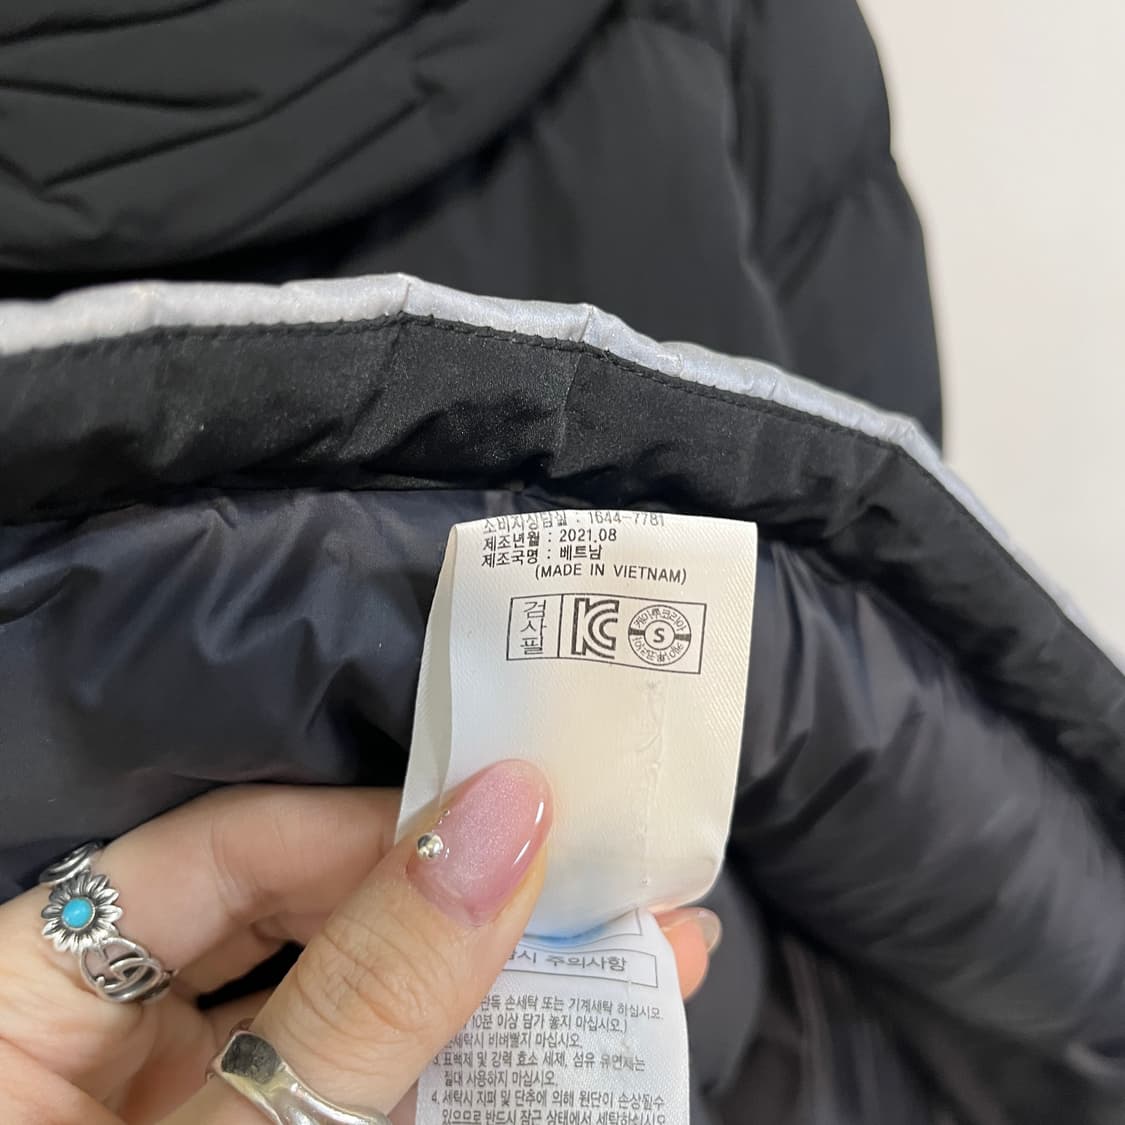 소비자상담실 : 1644-7781
제조년월 : 2021.08
제조국명 : 베트남
(MADE IN VIETNAM)
검사필
KC
S
시 주의사항
단독 손세탁 또는 기계세탁 하십시오.
10분 이상 담가 놓지 마십시오.)
세탁시 비벼빨지 마십시오.
3. 표백제 및 강력 효소 세제, 섬유 유연제는
절대 사용하지 마십시오.
4. 세탁시 지퍼 및 단추에 의해 원단이 손상될수
있으므로 반드시 잠근 상태에서 세탁하십시오